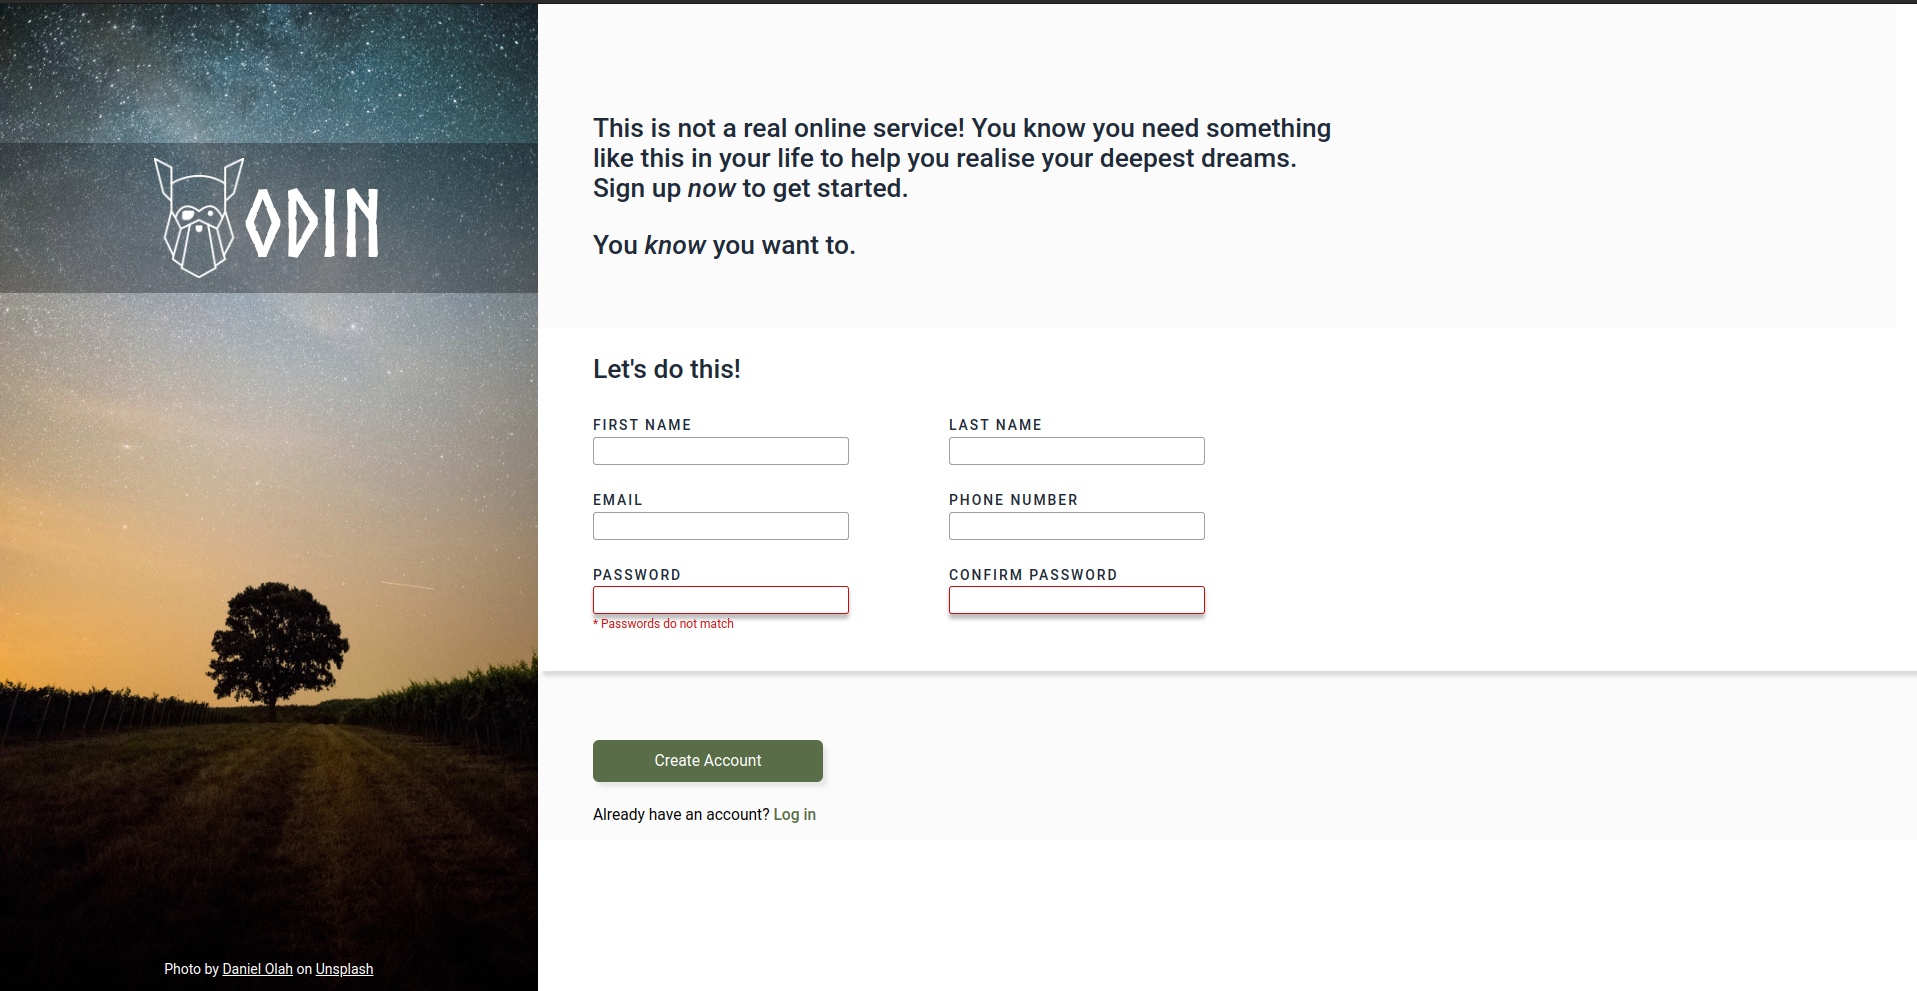 ODIN
This is not a real online service! You know you need something
like this in your life to help you realise your deepest dreams.
Sign up now to get started.
You know you want to.
Let's do this!
FIRST NAME
LAST NAME
EMAIL
PHONE NUMBER
PASSWORD
CONFIRM PASSWORD
* Passwords do not match
Create Account
Already have an account? Log in
Photo by Daniel Olah on Unsplash